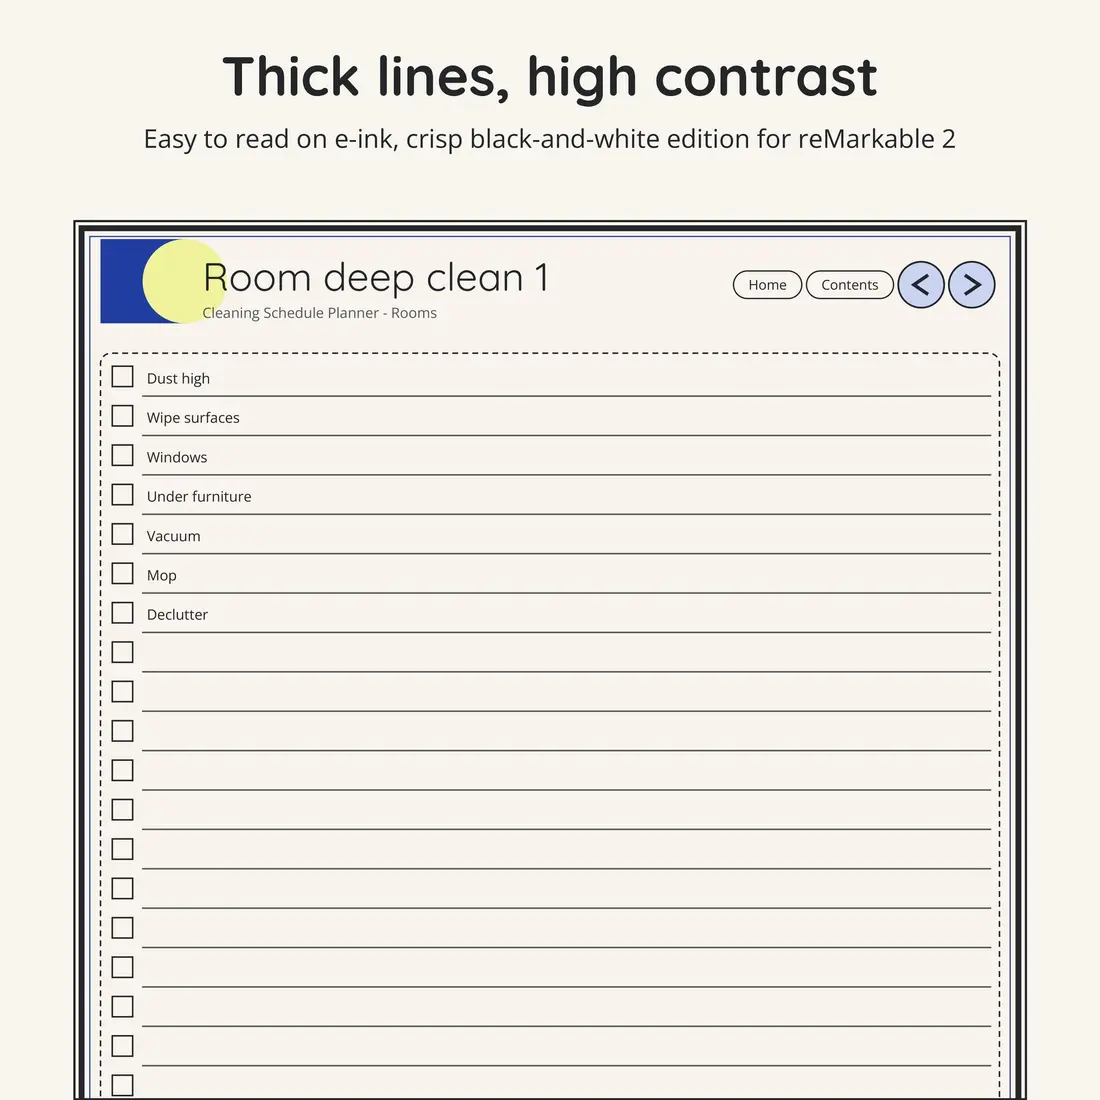 Thick lines, high contrast
Easy to read on e-ink, crisp black-and-white edition for reMarkable 2
Room deep clean 1
Cleaning Schedule Planner - Rooms
Home
Contents
Dust high
Wipe surfaces
Windows
Under furniture
Vacuum
Mop
Declutter